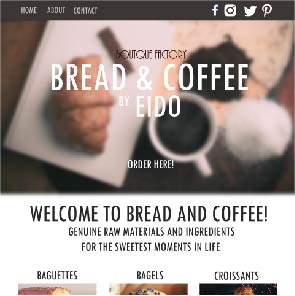 HOME ABOUT CONTACT
BOUTIQUE FACTORY
BREAD & COFFEE
BY EIDO
ORDER HERE!
WELCOME TO BREAD AND COFFEE!
GENUINE RAW MATERIALS AND INGREDIENTS
FOR THE SWEETEST MOMENTS IN LIFE
BAGUETTES BAGELS CROISSANTS